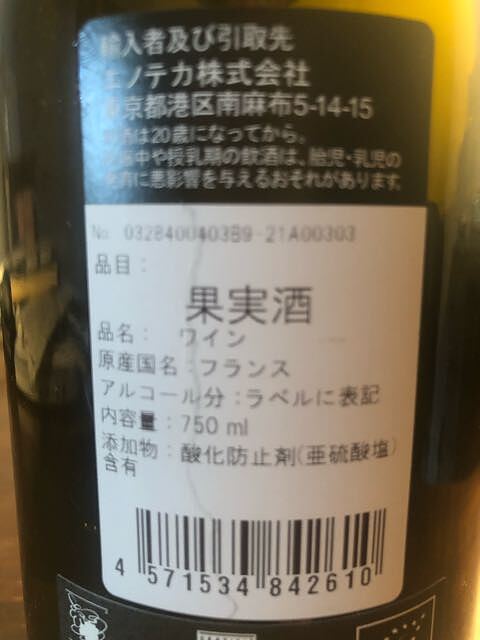 輸入者及び引取先
エノテカ株式会社
東京都港区南麻布5-14-15
飲酒は20歳になってから。
妊娠中や授乳期の飲酒は、胎児・乳児の
発育に悪影響を与えるおそれがあります。
No. 0328400403B9-21A00303
品目：
果実酒
品名： ワイン
原産国名：フランス
アルコール分：ラベルに表記
内容量：750 ml
添加物：酸化防止剤(亜硫酸塩)
含有
4 571534 842610